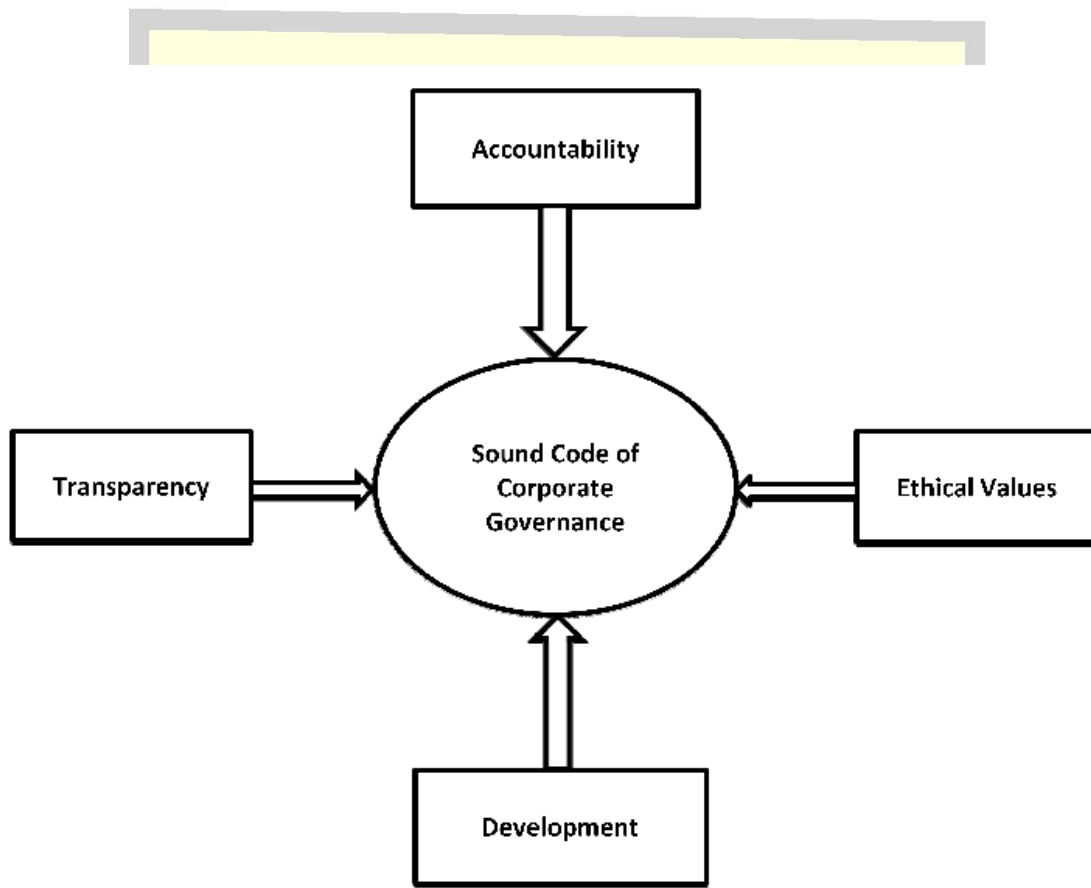 Accountability
Transparency
Sound Code of
Corporate
Governance
Ethical Values
Development